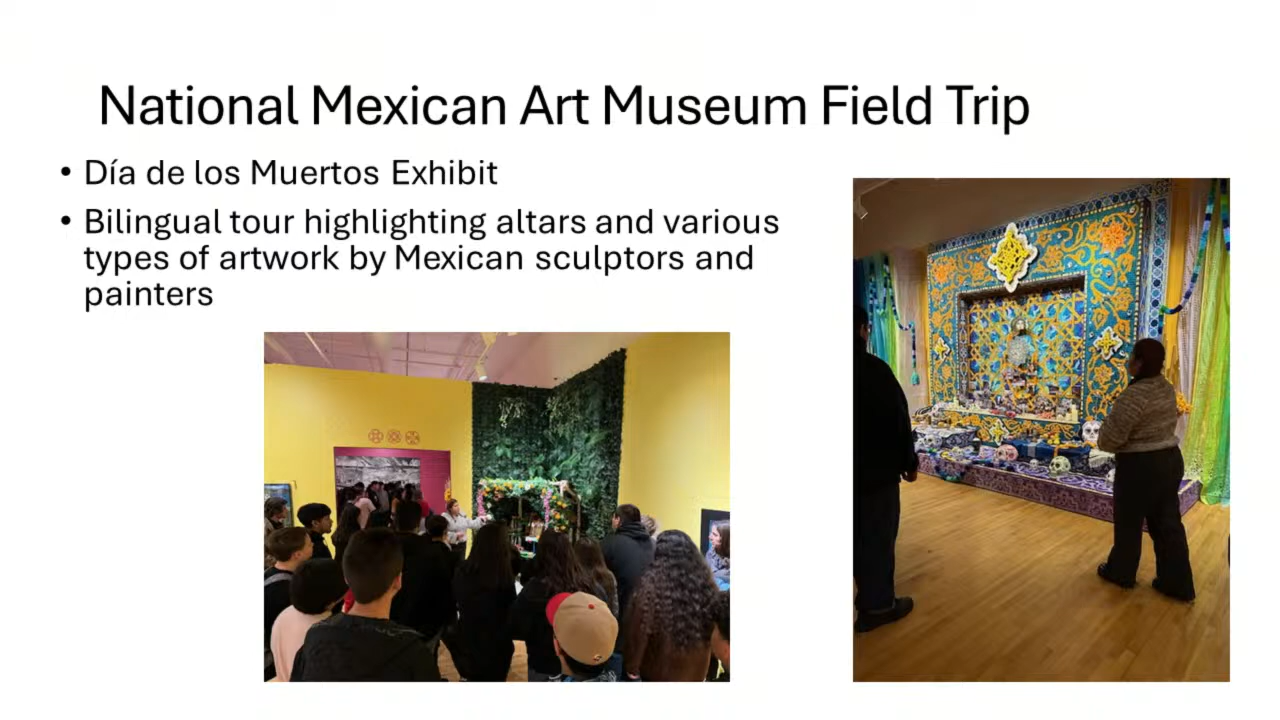 National Mexican Art Museum Field Trip
• Día de los Muertos Exhibit
• Bilingual tour highlighting altars and various
types of artwork by Mexican sculptors and
painters